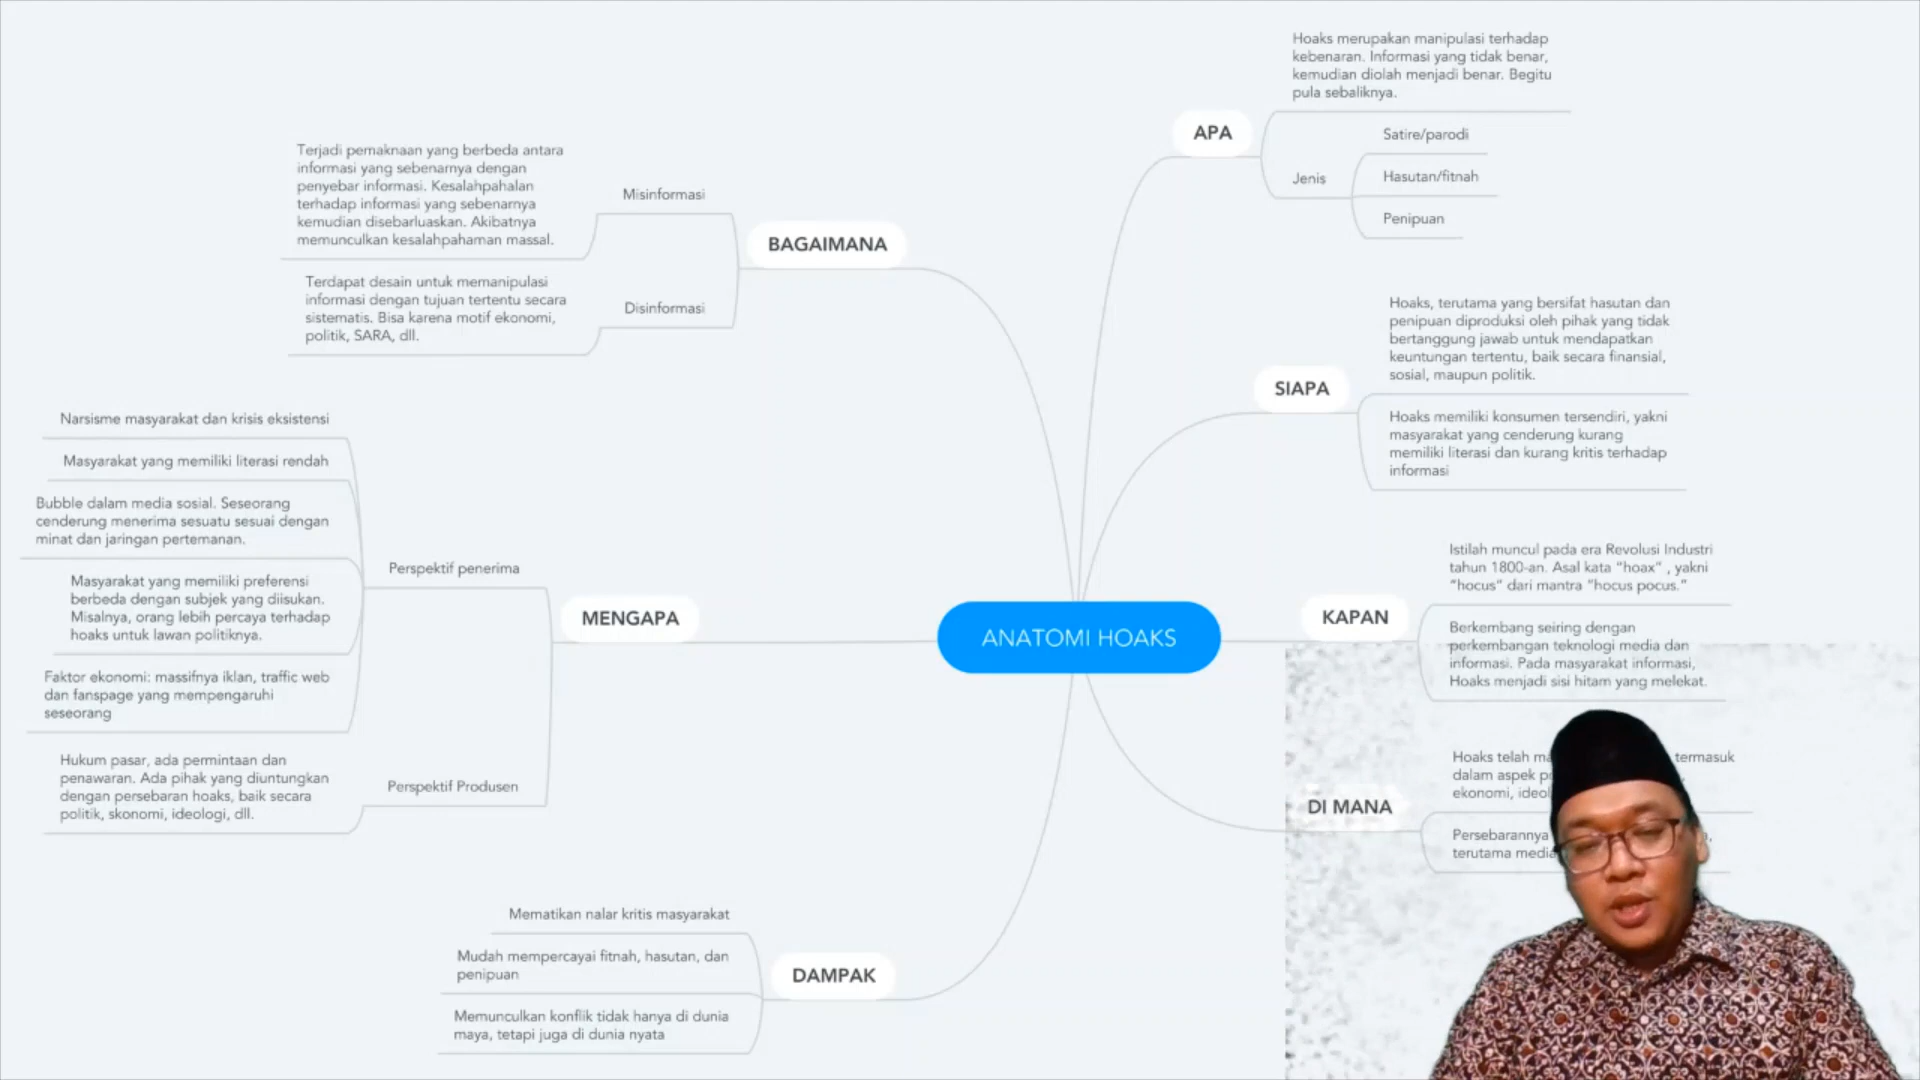 ANATOMI HOAKS
APA
Hoaks merupakan manipulasi terhadap
kebenaran. Informasi yang tidak benar,
kemudian diolah menjadi benar. Begitu
pula sebaliknya.
Jenis
Satire/parodi
Hasutan/fitnah
Penipuan
SIAPA
Hoaks, terutama yang bersifat hasutan dan
penipuan diproduksi oleh pihak yang tidak
bertanggung jawab untuk mendapatkan
keuntungan tertentu, baik secara finansial,
sosial, maupun politik.
Hoaks memiliki konsumen tersendiri, yakni
masyarakat yang cenderung kurang
memiliki literasi dan kurang kritis terhadap
informasi
KAPAN
Istilah muncul pada era Revolusi Industri
tahun 1800-an. Asal kata “hoax” , yakni
“hocus” dari mantra “hocus pocus.”
Berkembang seiring dengan
perkembangan teknologi media dan
informasi. Pada masyarakat informasi,
Hoaks menjadi sisi hitam yang melekat.
DI MANA
Hoaks telah termasuk
dalam aspek
ekonomi,
Persebarannya
terutama media
BAGAIMANA
Misinformasi
Terjadi pemaknaan yang berbeda antara
informasi yang sebenarnya dengan
penyebar informasi. Kesalahpahalan
terhadap informasi yang sebenarnya
kemudian disebarluaskan. Akibatnya
memunculkan kesalahpahaman massal.
Disinformasi
Terdapat desain untuk memanipulasi
informasi dengan tujuan tertentu secara
sistematis. Bisa karena motif ekonomi,
politik, SARA, dll.
MENGAPA
Perspektif penerima
Narsisme masyarakat dan krisis eksistensi
Masyarakat yang memiliki literasi rendah
Bubble dalam media sosial. Seseorang
cenderung menerima sesuatu sesuai dengan
minat dan jaringan pertemanan.
Masyarakat yang memiliki preferensi
berbeda dengan subjek yang diisukan.
Misalnya, orang lebih percaya terhadap
hoaks untuk lawan politiknya.
Faktor ekonomi: massifnya iklan, traffic web
dan fanspage yang mempengaruhi
seseorang
Perspektif Produsen
Hukum pasar, ada permintaan dan
penawaran. Ada pihak yang diuntungkan
dengan persebaran hoaks, baik secara
politik, skonomi, ideologi, dll.
DAMPAK
Mematikan nalar kritis masyarakat
Mudah mempercayai fitnah, hasutan, dan
penipuan
Memunculkan konflik tidak hanya di dunia
maya, tetapi juga di dunia nyata